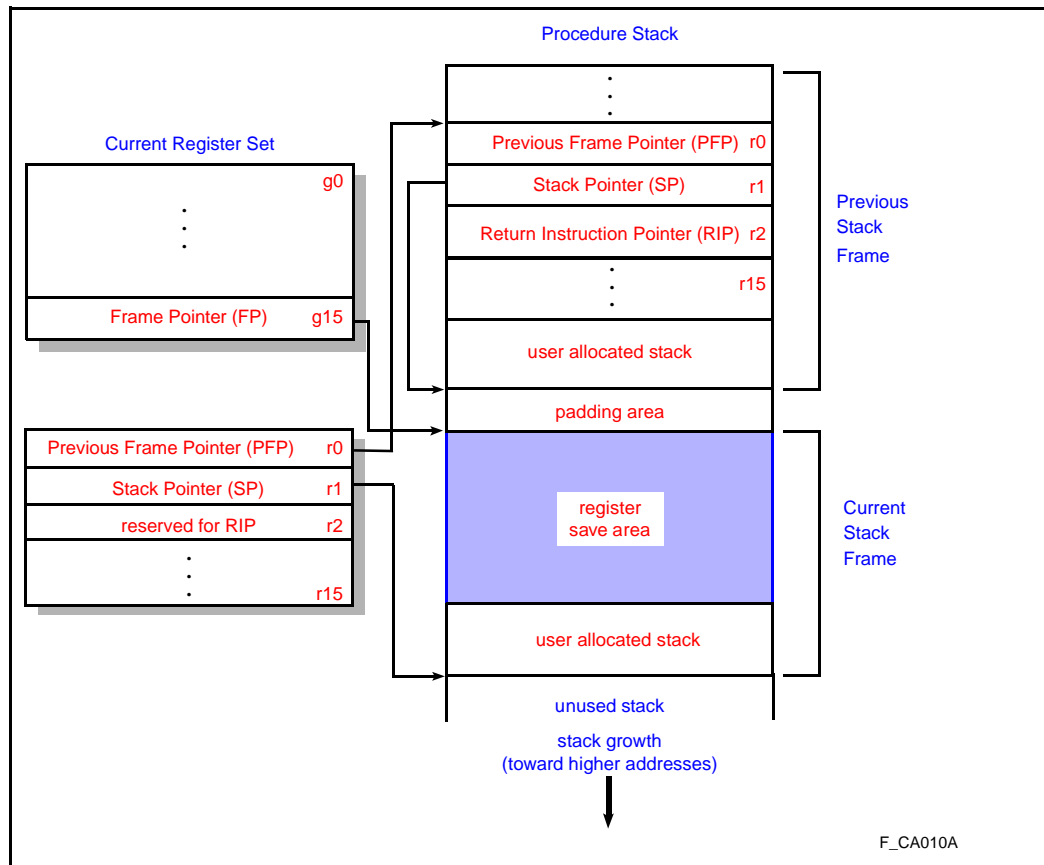 Procedure Stack
Current Register Set
g0
Frame Pointer (FP) g15
Previous Frame Pointer (PFP) r0
Stack Pointer (SP) r1
reserved for RIP r2
r15
Previous Frame Pointer (PFP) r0
Stack Pointer (SP) r1
Return Instruction Pointer (RIP) r2
r15
user allocated stack
padding area
register
save area
user allocated stack
unused stack
stack growth
(toward higher addresses)
Previous
Stack
Frame
Current
Stack
Frame
F_CA010A